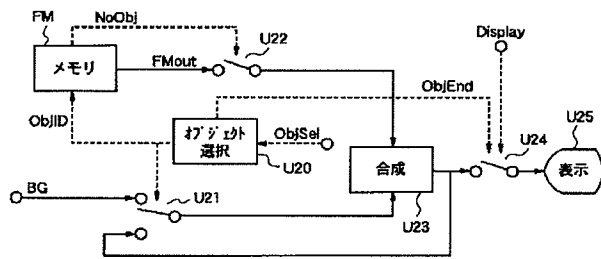 FM
NoObj
U22
Display
メモリ
FMout
ObjEnd
U25
ObjID
オブジェクト
選択
ObjSel
U20
U24
合成
表示
BG
U21
U23